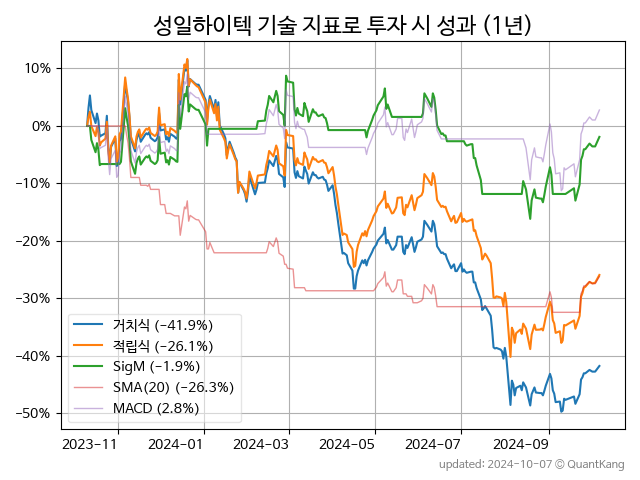 성일하이텍 기술 지표로 투자 시 성과 (1년)
10%
0%
−10%
−20%
−30%
−40%
−50%
거치식 (−41.9%)
적립식 (−26.1%)
SigM (−1.9%)
SMA(20) (−26.3%)
MACD (2.8%)
2023−11 2024−01 2024−03 2024−05 2024−07 2024−09
updated: 2024−10−07 © QuantKang